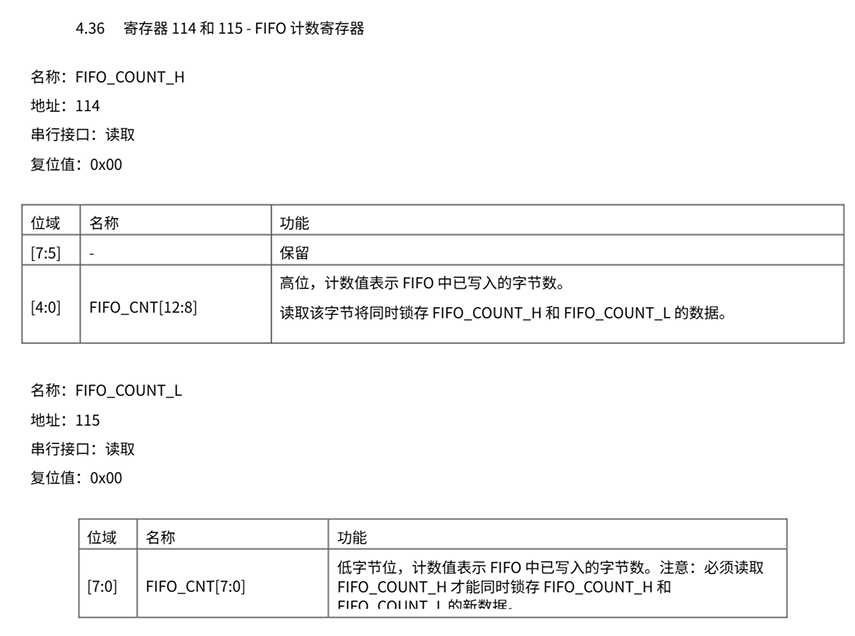 4.36 寄存器 114 和 115 - FIFO 计数寄存器
名称：FIFO_COUNT_H
地址：114
串行接口：读取
复位值：0x00
位域 名称 功能
[7:5] - 保留
高位，计数值表示 FIFO 中已写入的字节数。
[4:0] FIFO_CNT[12:8]
读取该字节将同时锁存 FIFO_COUNT_H 和 FIFO_COUNT_L 的数据。
名称：FIFO_COUNT_L
地址：115
串行接口：读取
复位值：0x00
位域 名称 功能
低字节位，计数值表示 FIFO 中已写入的字节数。注意：必须读取
[7:0] FIFO_CNT[7:0] FIFO_COUNT_H 才能同时锁存 FIFO_COUNT_H 和
FIFO_COUNT_L 的新数据。